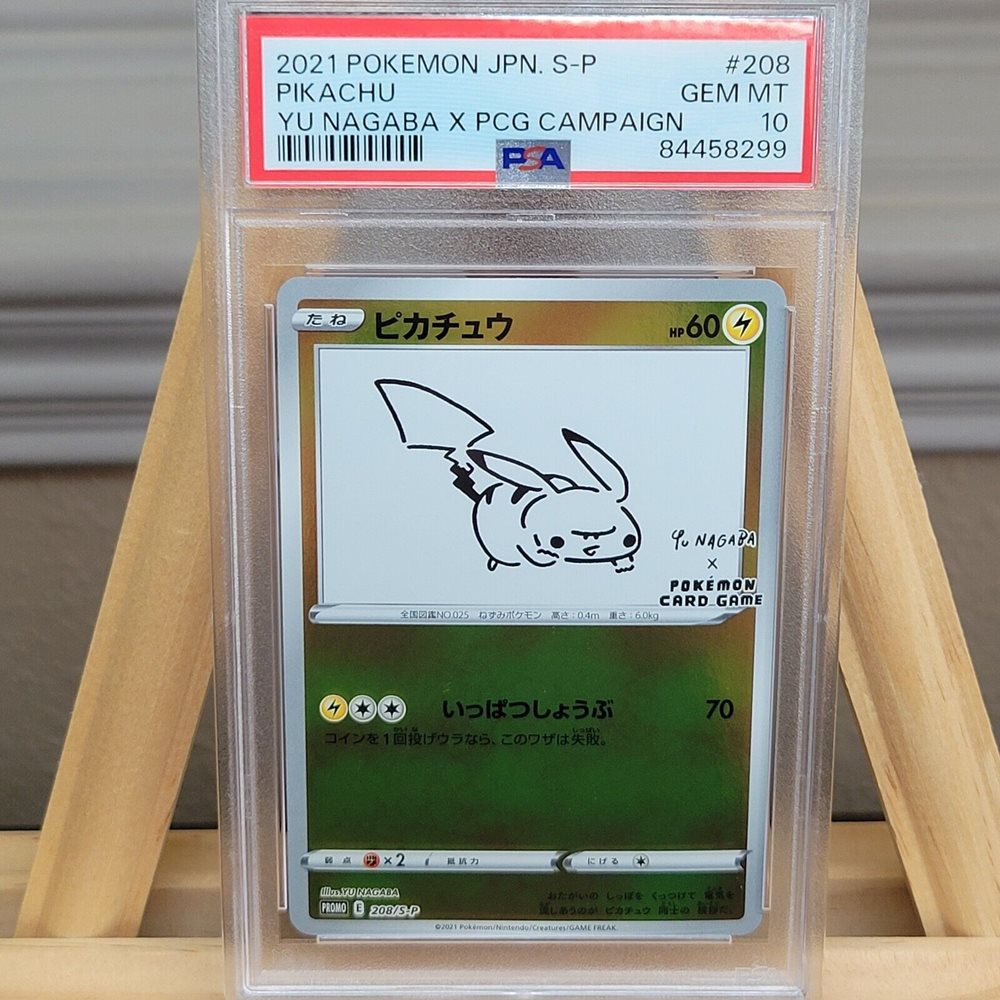 2021 POKEMON JPN. S-P #208
PIKACHU GEM MT
YU NAGABA X PCG CAMPAIGN 10
PSA 84458299
たね ピカチュウ HP60
Yu NAGABA
×
POKÉMON
CARD GAME
全国図鑑NO.025 ねずみポケモン 高さ:0.4m 重さ:6.0kg
いっぱつしょうぶ 70
コインを1回投げウラなら、このワザは失敗。
弱点 ×2 抵抗力 にげる
Illus.YU NAGABA
PROMO E 208/S-P
おたがいの しっぽを くっつけて 電気を
流しあうのが ピカチュウ 同士の 挨拶だ。
©2021 Pokémon/Nintendo/Creatures/GAME FREAK.